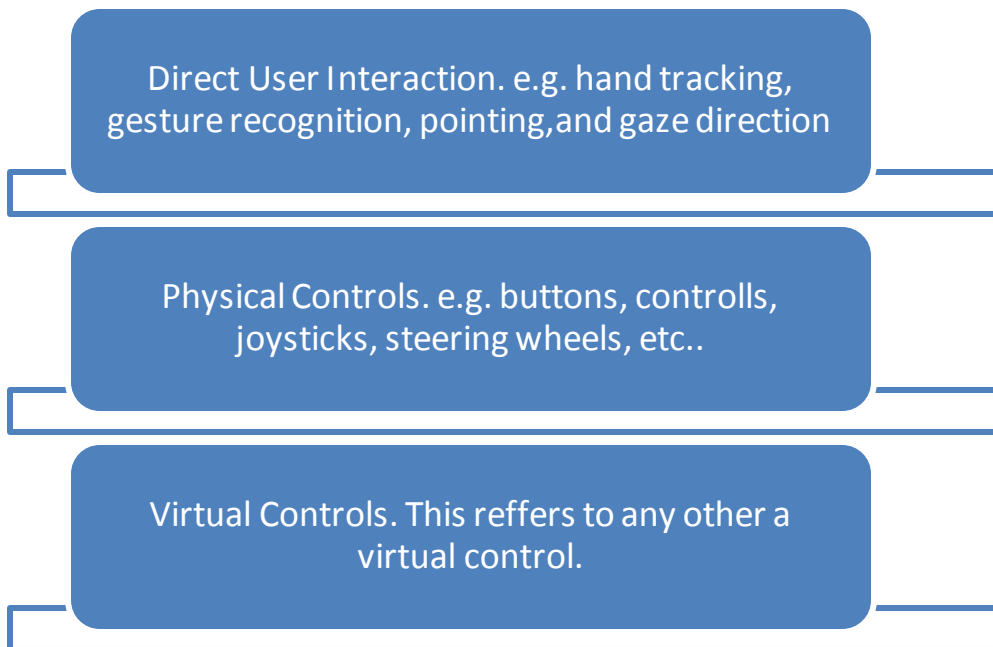 Direct User Interaction. e.g. hand tracking,
gesture recognition, pointing,and gaze direction
Physical Controls. e.g. buttons, controlls,
joysticks, steering wheels, etc..
Virtual Controls. This reffers to any other a
virtual control.